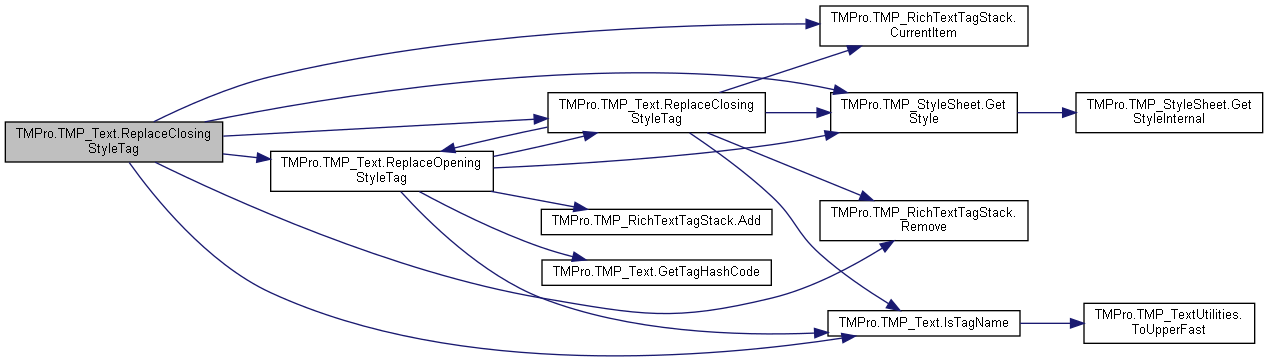 TMPro.TMP_Text.ReplaceClosing
StyleTag
TMPro.TMP_Text.ReplaceOpening
StyleTag
TMPro.TMP_Text.ReplaceClosing
StyleTag
TMPro.TMP_RichTextTagStack.Add
TMPro.TMP_Text.GetTagHashCode
TMPro.TMP_RichTextTagStack.
CurrentItem
TMPro.TMP_StyleSheet.Get
Style
TMPro.TMP_RichTextTagStack.
Remove
TMPro.TMP_Text.IsTagName
TMPro.TMP_StyleSheet.Get
StyleInternal
TMPro.TMP_TextUtilities.
ToUpperFast